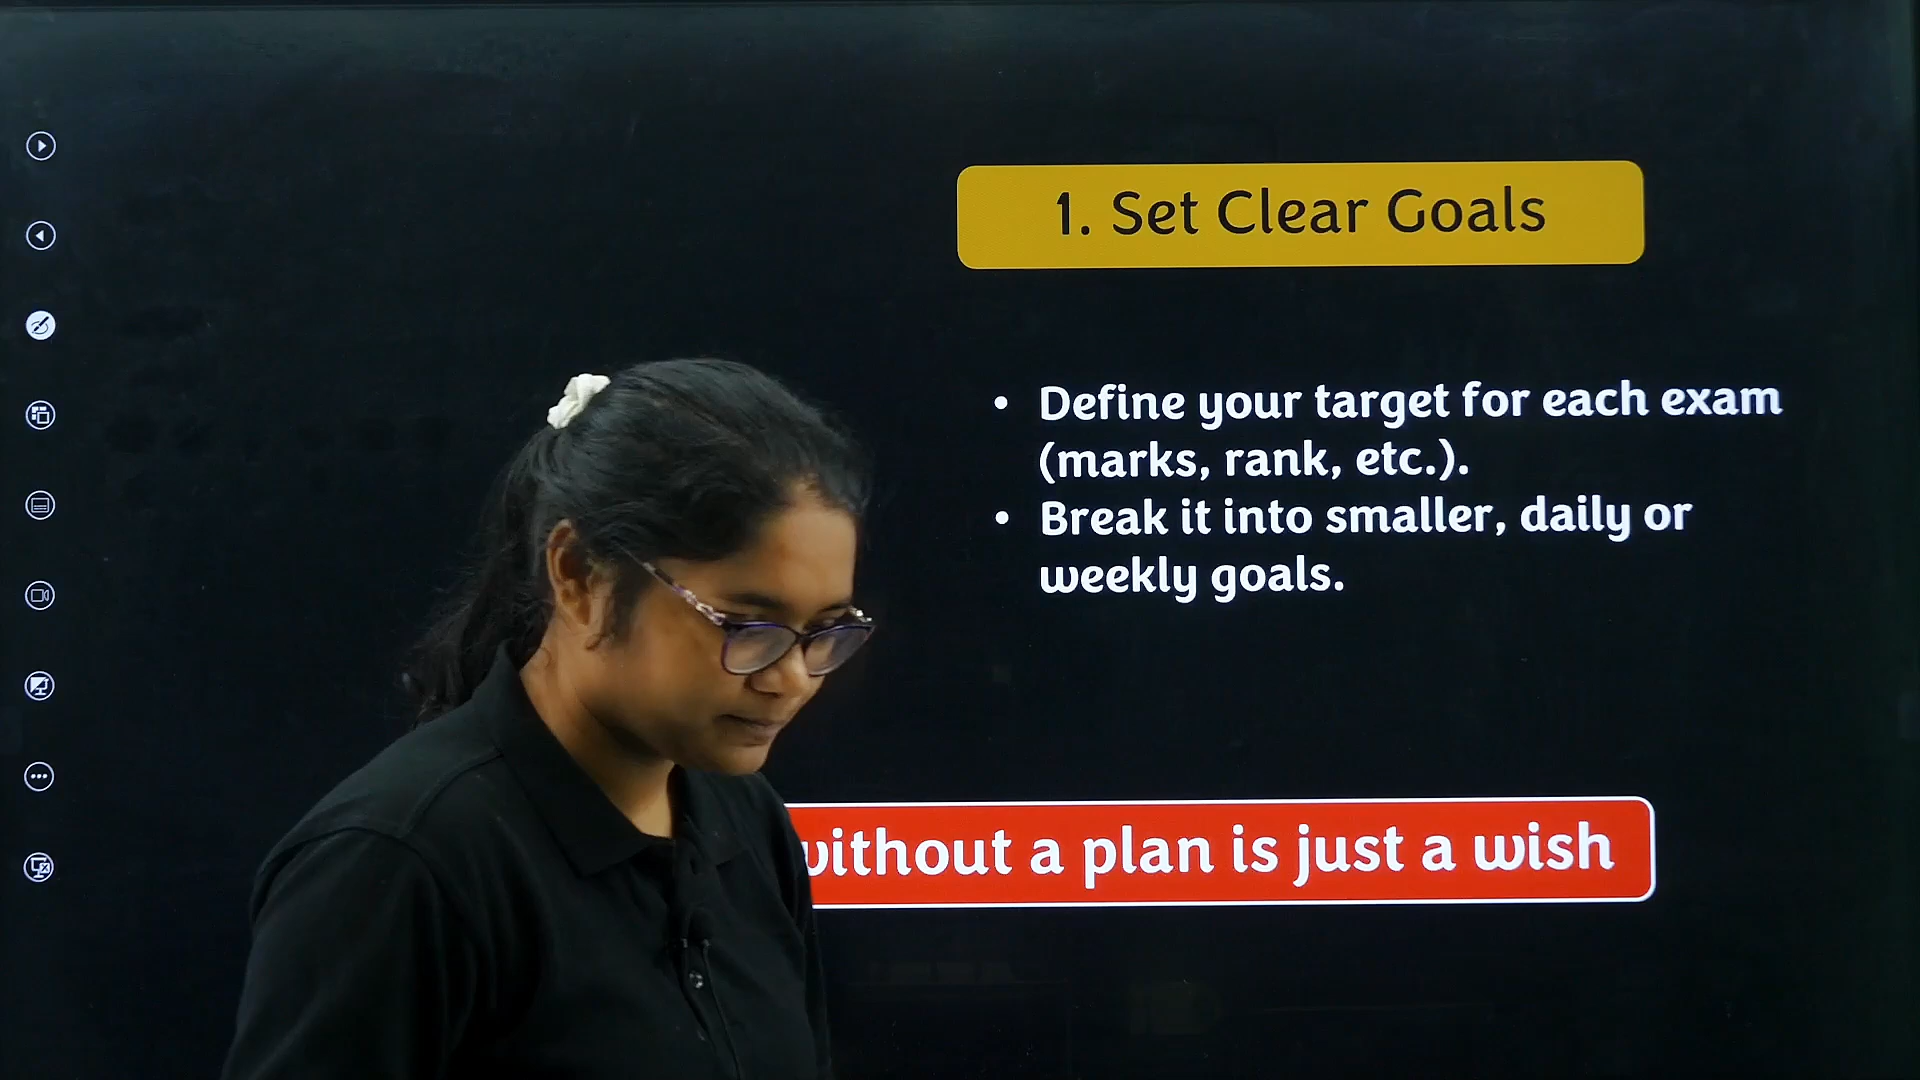 1. Set Clear Goals
• Define your target for each exam
(marks, rank, etc.).
• Break it into smaller, daily or
weekly goals.
without a plan is just a wish